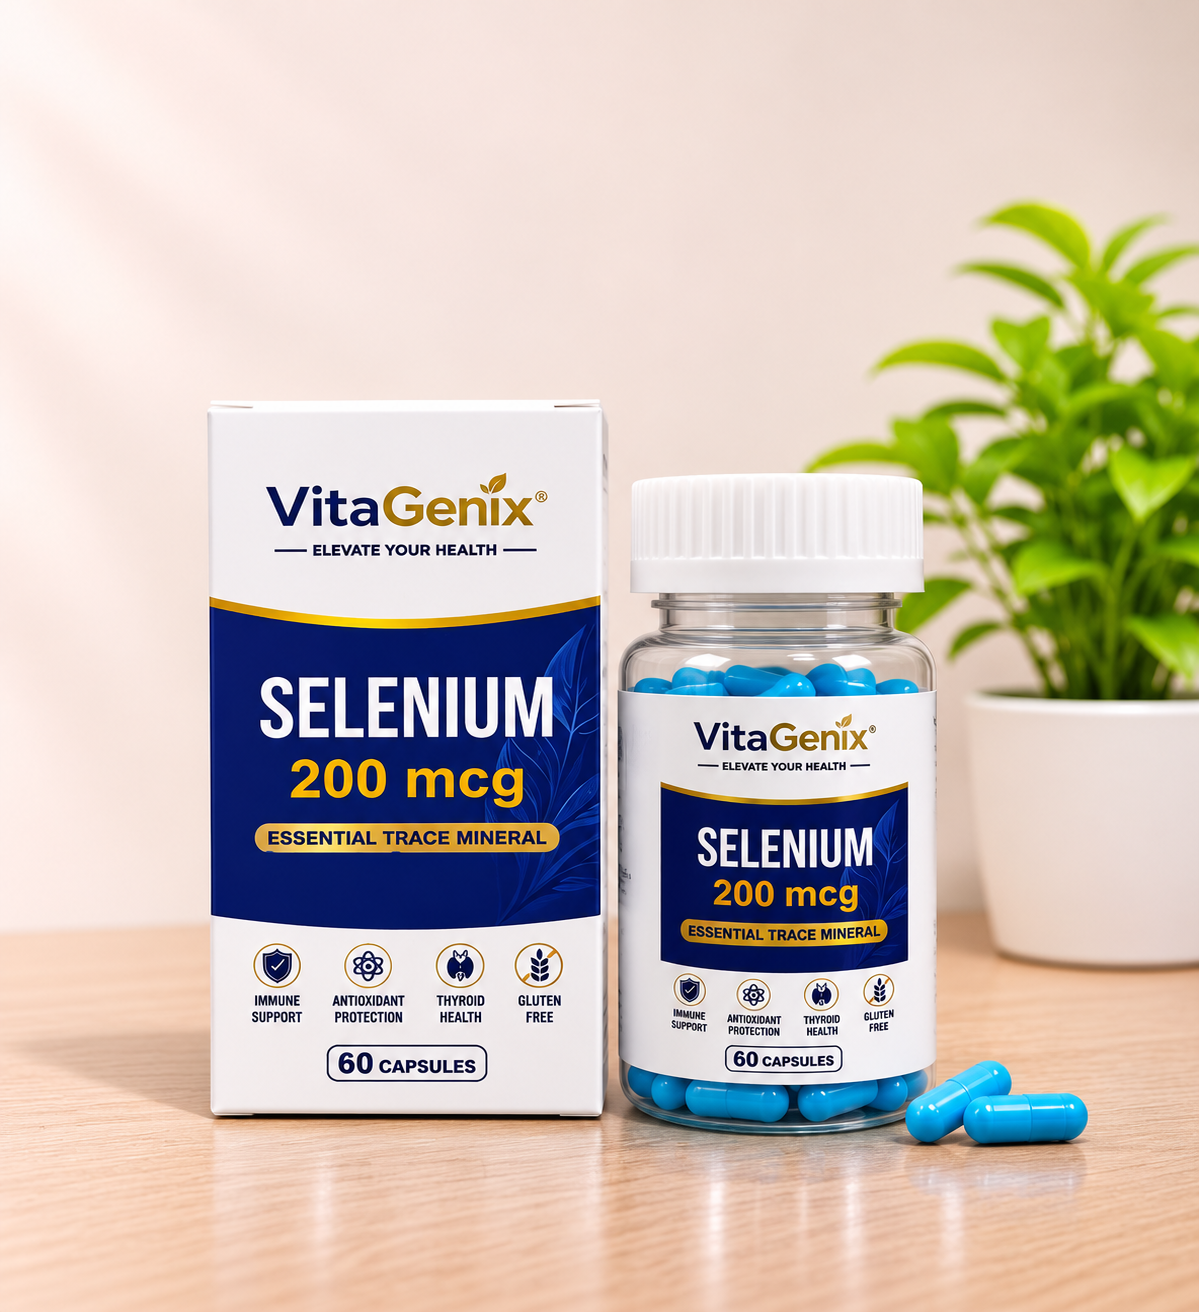 VitaGenix®
ELEVATE YOUR HEALTH
SELENIUM
200 mcg
ESSENTIAL TRACE MINERAL
IMMUNE
SUPPORT
ANTIOXIDANT
PROTECTION
THYROID
HEALTH
GLUTEN
FREE
60 CAPSULES
VitaGenix®
ELEVATE YOUR HEALTH
SELENIUM
200 mcg
ESSENTIAL TRACE MINERAL
IMMUNE
SUPPORT
ANTIOXIDANT
PROTECTION
THYROID
HEALTH
GLUTEN
FREE
60 CAPSULES